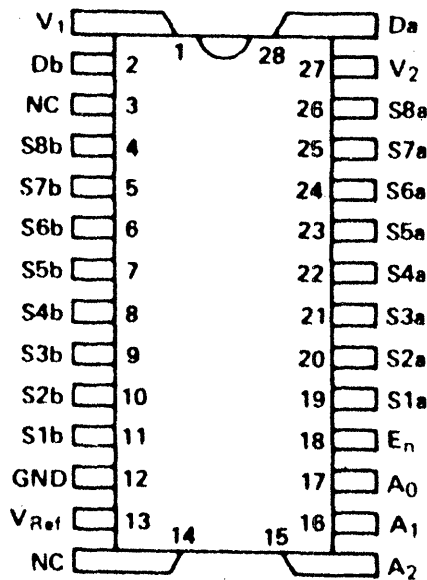 V1 1 28 Da
Db 2 27 V2
NC 3 26 S8a
S8b 4 25 S7a
S7b 5 24 S6a
S6b 6 23 S5a
S5b 7 22 S4a
S4b 8 21 S3a
S3b 9 20 S2a
S2b 10 19 S1a
S1b 11 18 En
GND 12 17 A0
VRef 13 16 A1
NC 14 15 A2